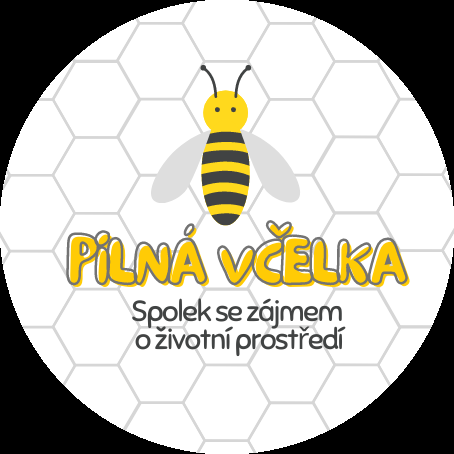 PILNÁ VČELKA
Spolek se zájmem
o životní prostředí